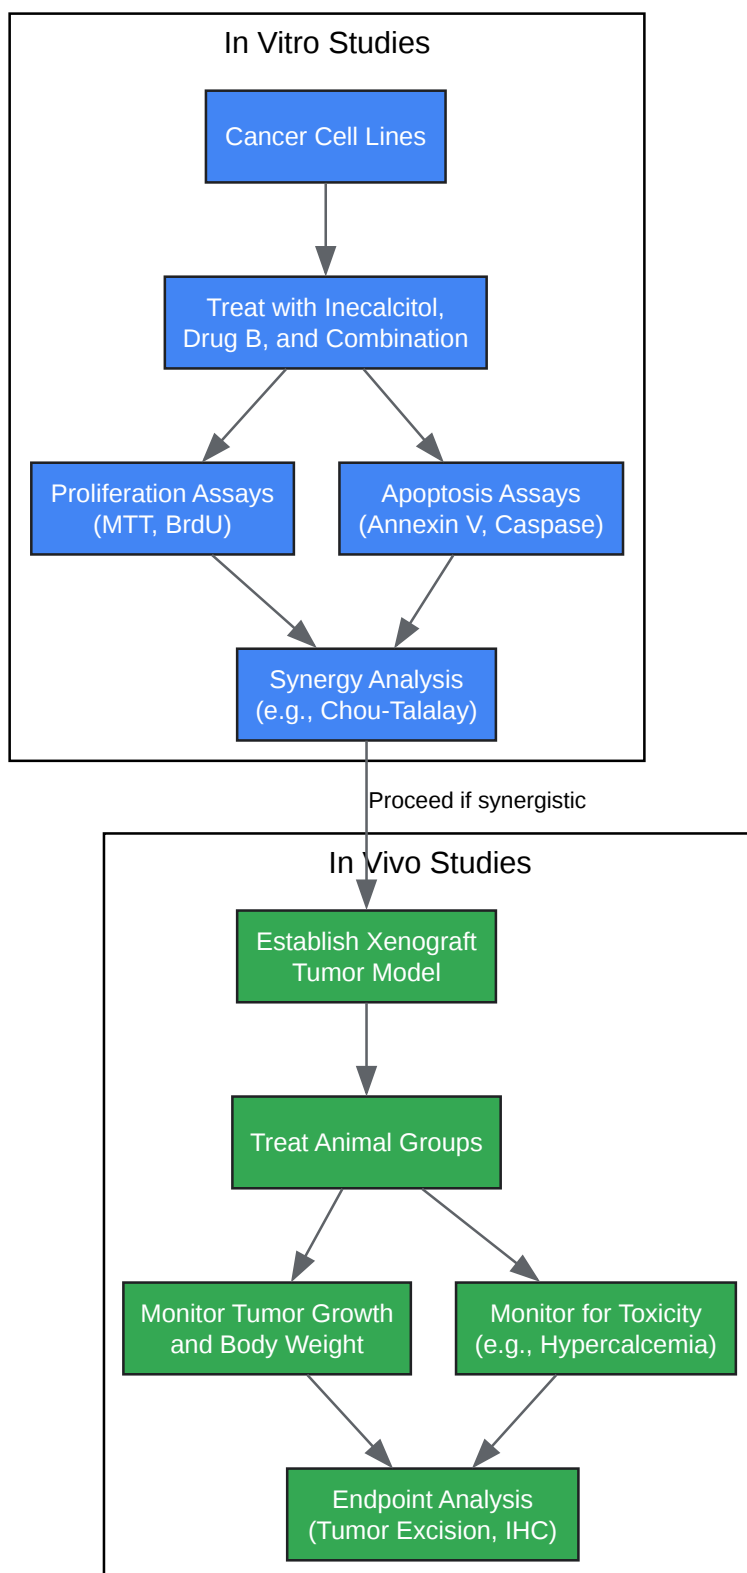 In Vitro Studies
Cancer Cell Lines
Treat with Inecalcitol,
Drug B, and Combination
Proliferation Assays
(MTT, BrdU)
Apoptosis Assays
(Annexin V, Caspase)
Synergy Analysis
(e.g., Chou-Talalay)
Proceed if synergistic
In Vivo Studies
Establish Xenograft
Tumor Model
Treat Animal Groups
Monitor Tumor Growth
and Body Weight
Monitor for Toxicity
(e.g., Hypercalcemia)
Endpoint Analysis
(Tumor Excision, IHC)